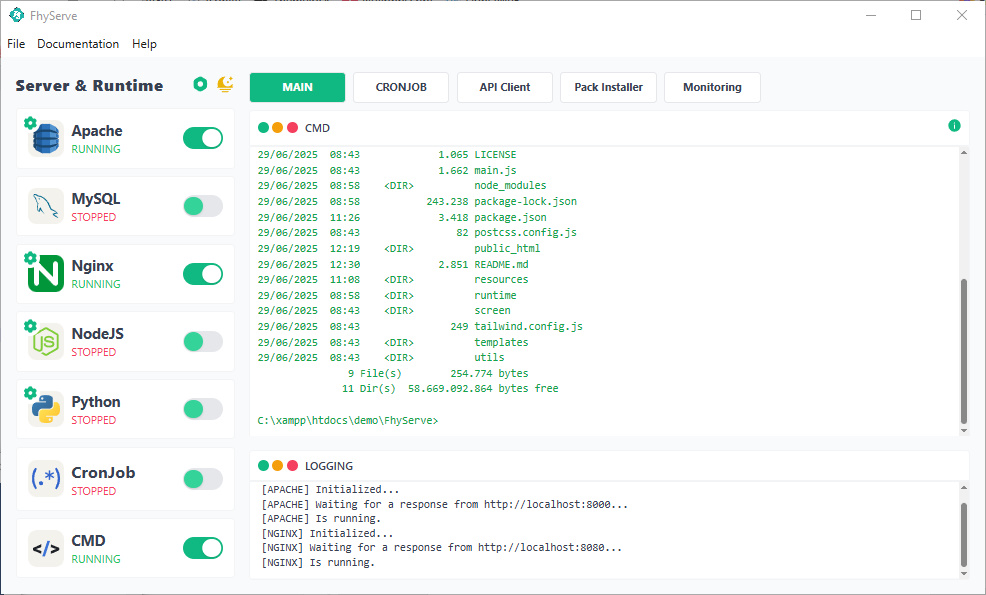 FhyServe
File Documentation Help
Server & Runtime
Apache
RUNNING
MySQL
STOPPED
Nginx
RUNNING
NodeJS
STOPPED
Python
STOPPED
CronJob
STOPPED
CMD
RUNNING
MAIN CRONJOB API Client Pack Installer Monitoring
CMD
29/06/2025 08:43 1.065 LICENSE
29/06/2025 08:43 1.662 main.js
29/06/2025 08:58 <DIR> node_modules
29/06/2025 08:58 243.238 package-lock.json
29/06/2025 11:26 3.418 package.json
29/06/2025 08:43 82 postcss.config.js
29/06/2025 12:19 <DIR> public_html
29/06/2025 12:30 2.851 README.md
29/06/2025 11:08 <DIR> resources
29/06/2025 08:58 <DIR> runtime
29/06/2025 08:43 <DIR> screen
29/06/2025 08:43 249 tailwind.config.js
29/06/2025 08:43 <DIR> templates
29/06/2025 08:43 <DIR> utils
9 File(s) 254.774 bytes
11 Dir(s) 58.669.092.864 bytes free
C:\xampp\htdocs\demo\FhyServe>
LOGGING
[APACHE] Initialized...
[APACHE] Waiting for a response from http://localhost:8000...
[APACHE] Is running.
[NGINX] Initialized...
[NGINX] Waiting for a response from http://localhost:8080...
[NGINX] Is running.